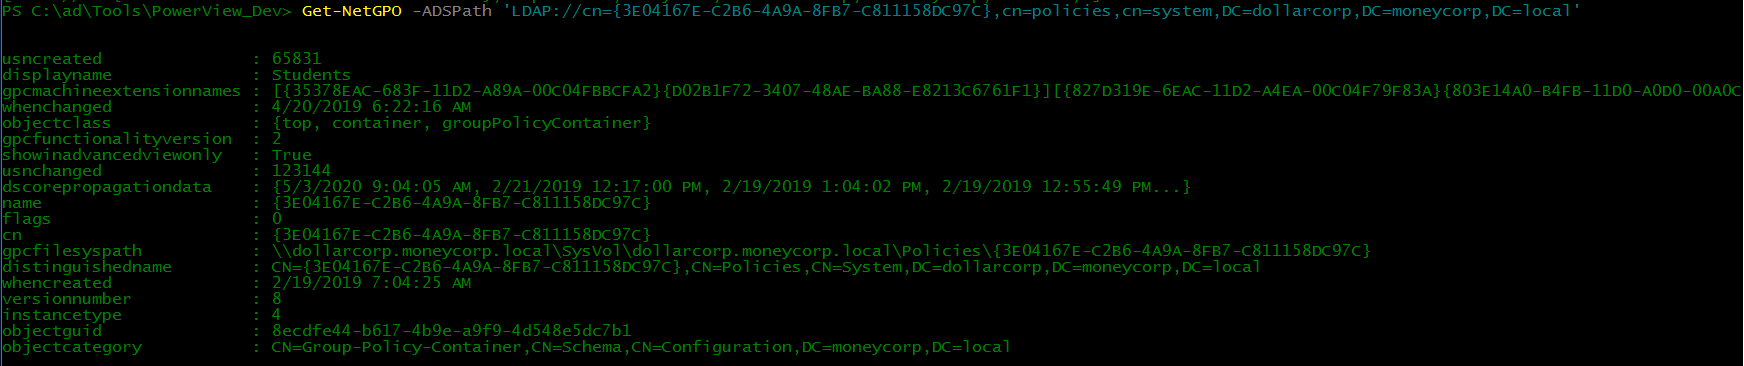 PS C:\ad\Tools\PowerView_Dev> Get-NetGPO -ADSPath 'LDAP://cn={3E04167E-C2B6-4A9A-8FB7-C811158DC97C},cn=policies,cn=system,DC=dollarcorp,DC=moneycorp,DC=local'
usncreated : 65831
displayname : Students
gpcmachineextensionnames : [{35378EAC-683F-11D2-A89A-00C04FBBCFA2}{D02B1F72-3407-48AE-BA88-E8213C6761F1}][{827D319E-6EAC-11D2-A4EA-00C04F79F83A}{803E14A0-B4FB-11D0-A0D0-00A0C
whenchanged : 4/20/2019 6:22:16 AM
objectclass : {top, container, groupPolicyContainer}
gpcfunctionalityversion : 2
showinadvancedviewonly : True
usnchanged : 123144
dscorepropagationdata : {5/3/2020 9:04:05 AM, 2/21/2019 12:17:00 PM, 2/19/2019 1:04:02 PM, 2/19/2019 12:55:49 PM...}
name : {3E04167E-C2B6-4A9A-8FB7-C811158DC97C}
flags : 0
cn : {3E04167E-C2B6-4A9A-8FB7-C811158DC97C}
gpcfilesyspath : \\dollarcorp.moneycorp.local\SysVol\dollarcorp.moneycorp.local\Policies\{3E04167E-C2B6-4A9A-8FB7-C811158DC97C}
distinguishedname : CN={3E04167E-C2B6-4A9A-8FB7-C811158DC97C},CN=Policies,CN=System,DC=dollarcorp,DC=moneycorp,DC=local
whencreated : 2/19/2019 7:04:25 AM
versionnumber : 8
instancetype : 4
objectguid : 8ecdfe44-b617-4b9e-a9f9-4d548e5dc7b1
objectcategory : CN=Group-Policy-Container,CN=Schema,CN=Configuration,DC=moneycorp,DC=local